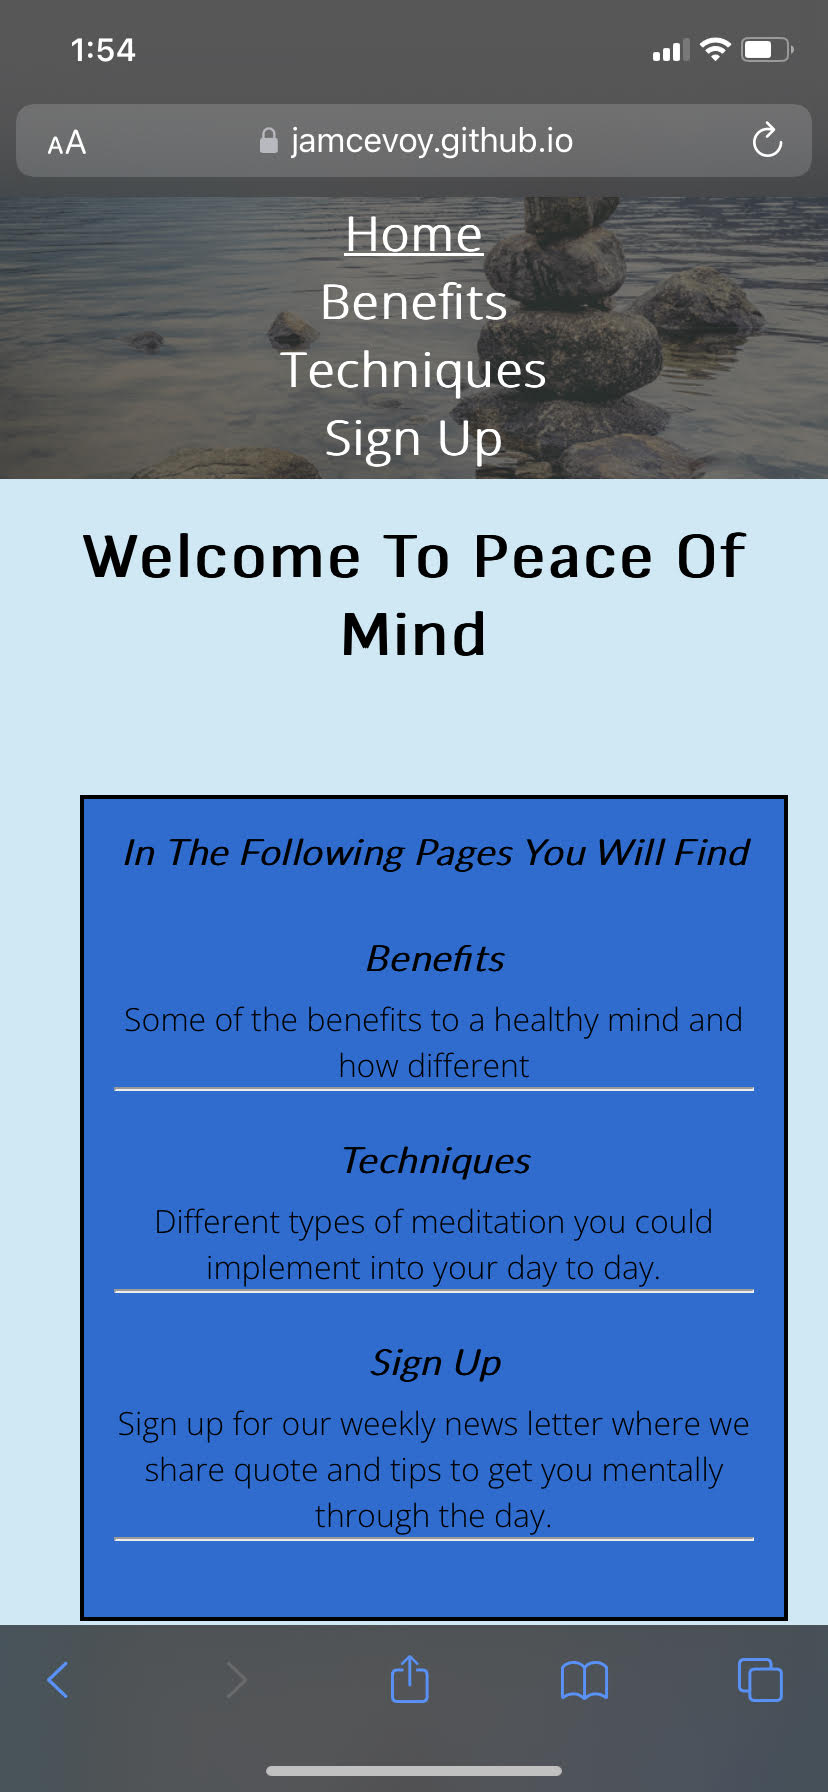 1:54
AA
jamcevoy.github.io
Home
Benefits
Techniques
Sign Up
Welcome To Peace Of
Mind
In The Following Pages You Will Find
Benefits
Some of the benefits to a healthy mind and
how different
Techniques
Different types of meditation you could
implement into your day to day.
Sign Up
Sign up for our weekly news letter where we
share quote and tips to get you mentally
through the day.